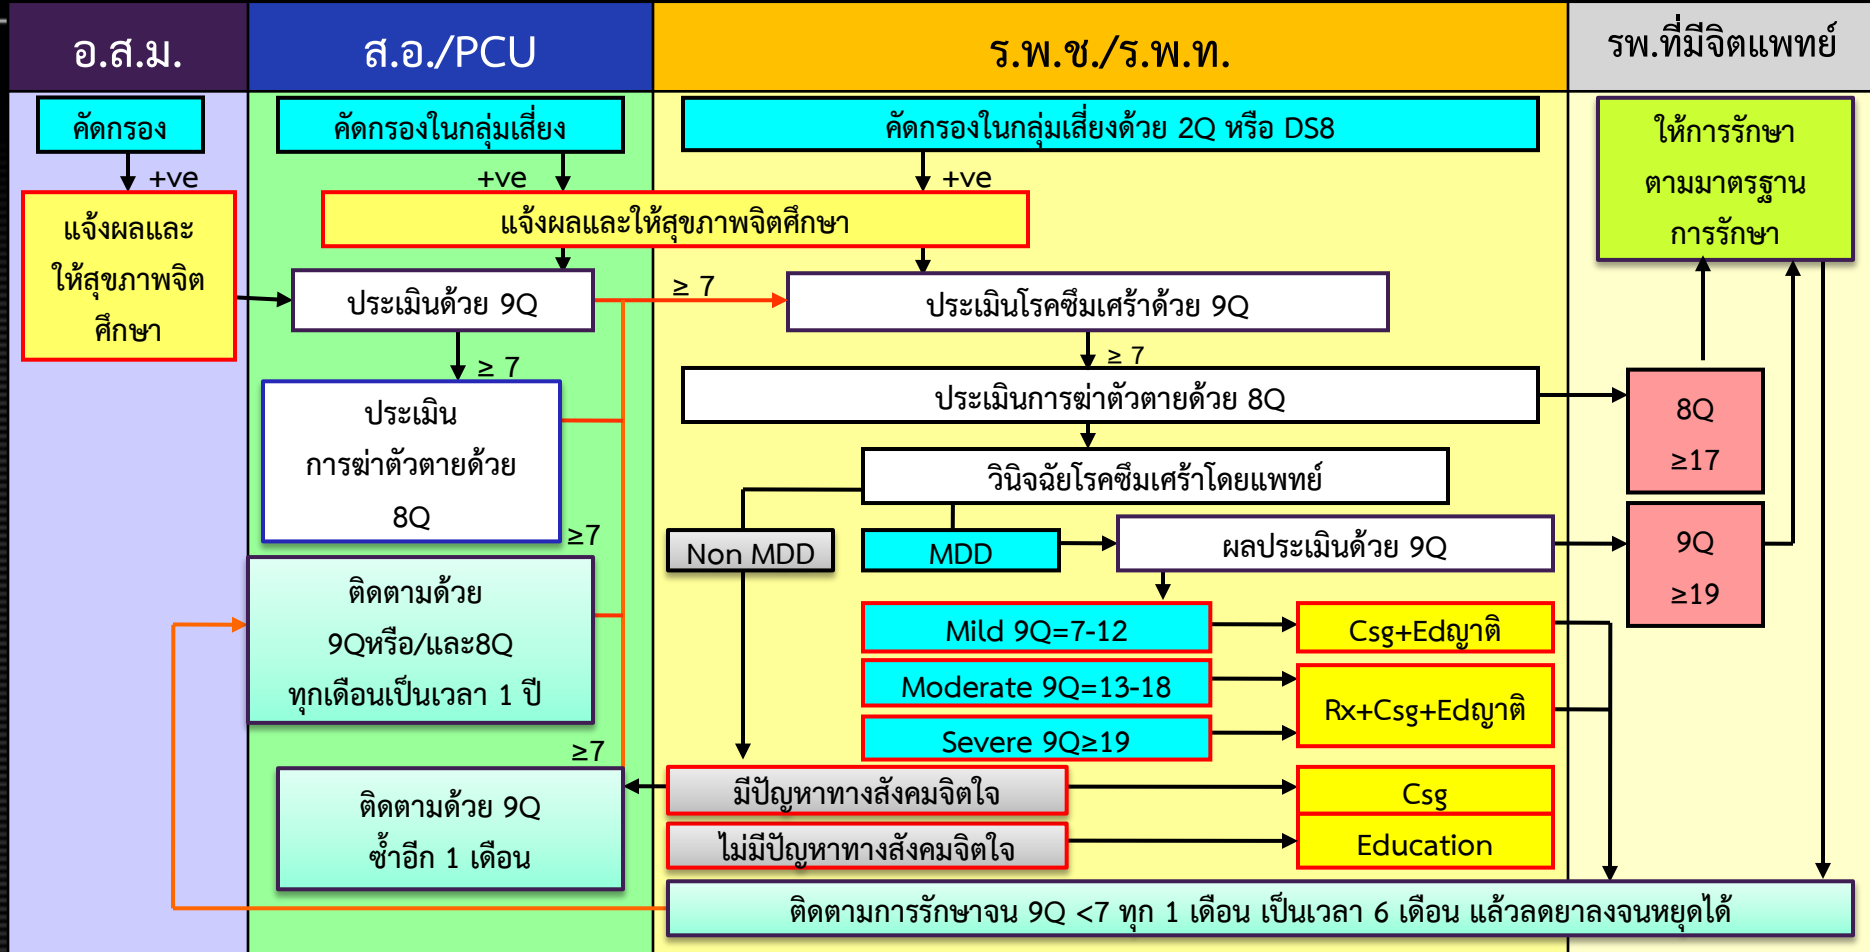 อ.ส.ม.
ส.อ./PCU
ร.พ.ช./ร.พ.ท.
รพ.ที่มีจิตแพทย์
คัดกรอง
คัดกรองในกลุ่มเสี่ยง
คัดกรองในกลุ่มเสี่ยงด้วย 2Q หรือ DS8
ให้การรักษา
ตามมาตรฐาน
การรักษา
+ve
+ve
+ve
แจ้งผลและ
ให้สุขภาพจิต
ศึกษา
แจ้งผลและให้สุขภาพจิตศึกษา
ประเมินด้วย 9Q
≥ 7
ประเมินโรคซึมเศร้าด้วย 9Q
≥ 7
≥ 7
ประเมิน
การฆ่าตัวตายด้วย
8Q
ประเมินการฆ่าตัวตายด้วย 8Q
8Q
≥17
วินิจฉัยโรคซึมเศร้าโดยแพทย์
≥7
Non MDD
MDD
ผลประเมินด้วย 9Q
9Q
≥19
ติดตามด้วย
9Qหรือ/และ8Q
ทุกเดือนเป็นเวลา 1 ปี
Mild 9Q=7-12
Csg+Edญาติ
Moderate 9Q=13-18
Rx+Csg+Edญาติ
Severe 9Q≥19
≥7
ติดตามด้วย 9Q
ซ้ำอีก 1 เดือน
มีปัญหาทางสังคมจิตใจ
Csg
ไม่มีปัญหาทางสังคมจิตใจ
Education
ติดตามการรักษาจน 9Q <7 ทุก 1 เดือน เป็นเวลา 6 เดือน แล้วลดยาลงจนหยุดได้